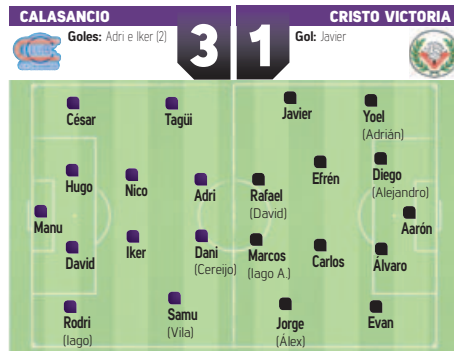 CALASANCIO
Goles: Adri e Iker (2)
3
1
CRISTO VICTORIA
Gol: Javier
César
Tagüi
Hugo
Nico
Adri
Manu
David
Iker
Dani
(Cereijo)
Rodri
(Iago)
Samu
(Vila)
Javier
Yoel
(Adrián)
Efrén
Diego
(Alejandro)
Rafael
(David)
Aarón
Marcos
(Iago A.)
Carlos
Álvaro
Jorge
(Álex)
Evan